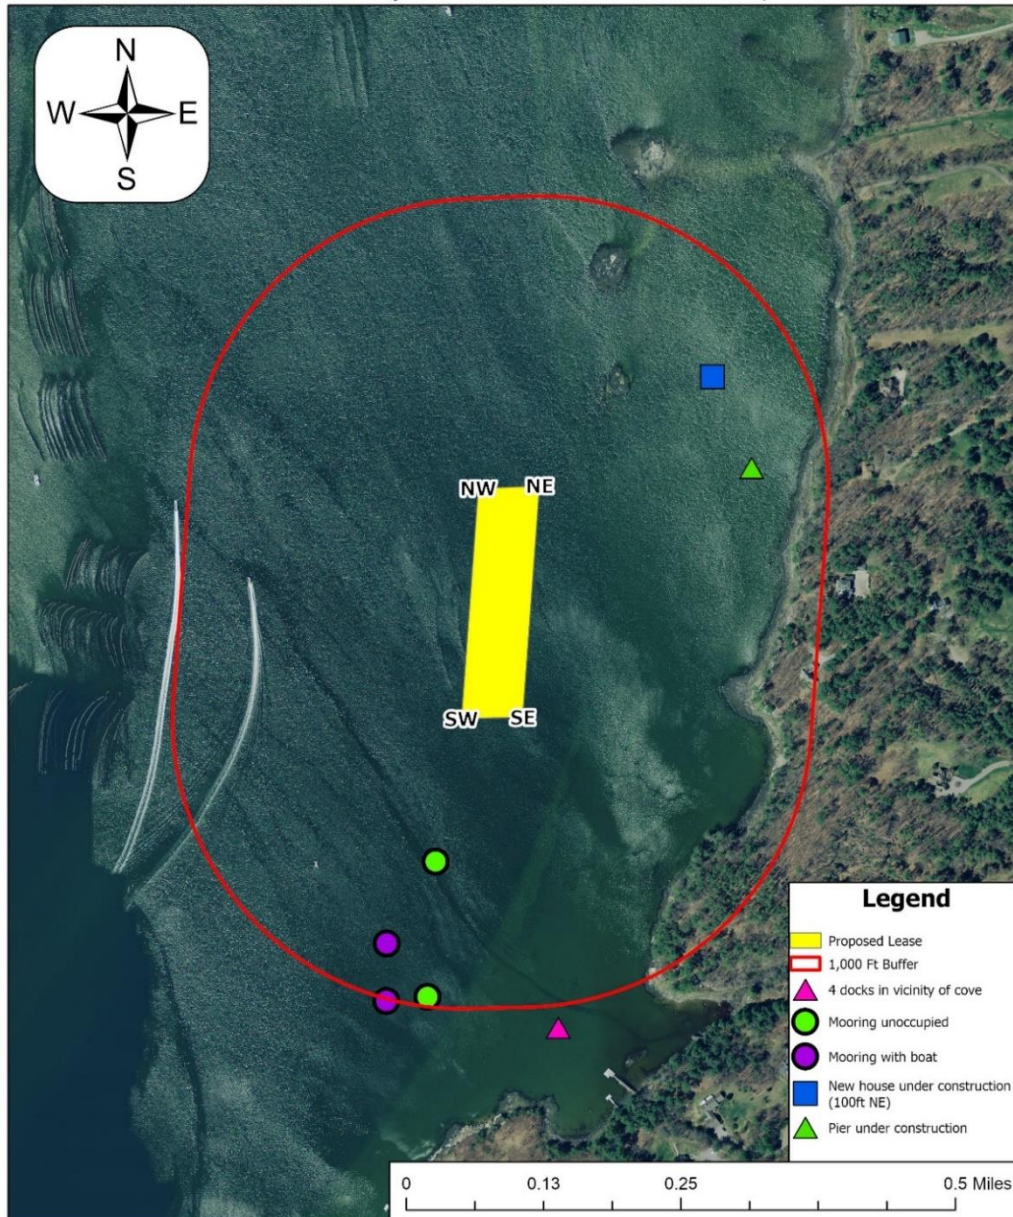 N
W E
S
NW NE
SW SE
Legend
Proposed Lease
1,000 Ft Buffer
4 docks in vicinity of cove
Mooring unoccupied
Mooring with boat
New house under construction
(100ft NE)
Pier under construction
0 0.13 0.25 0.5 Miles